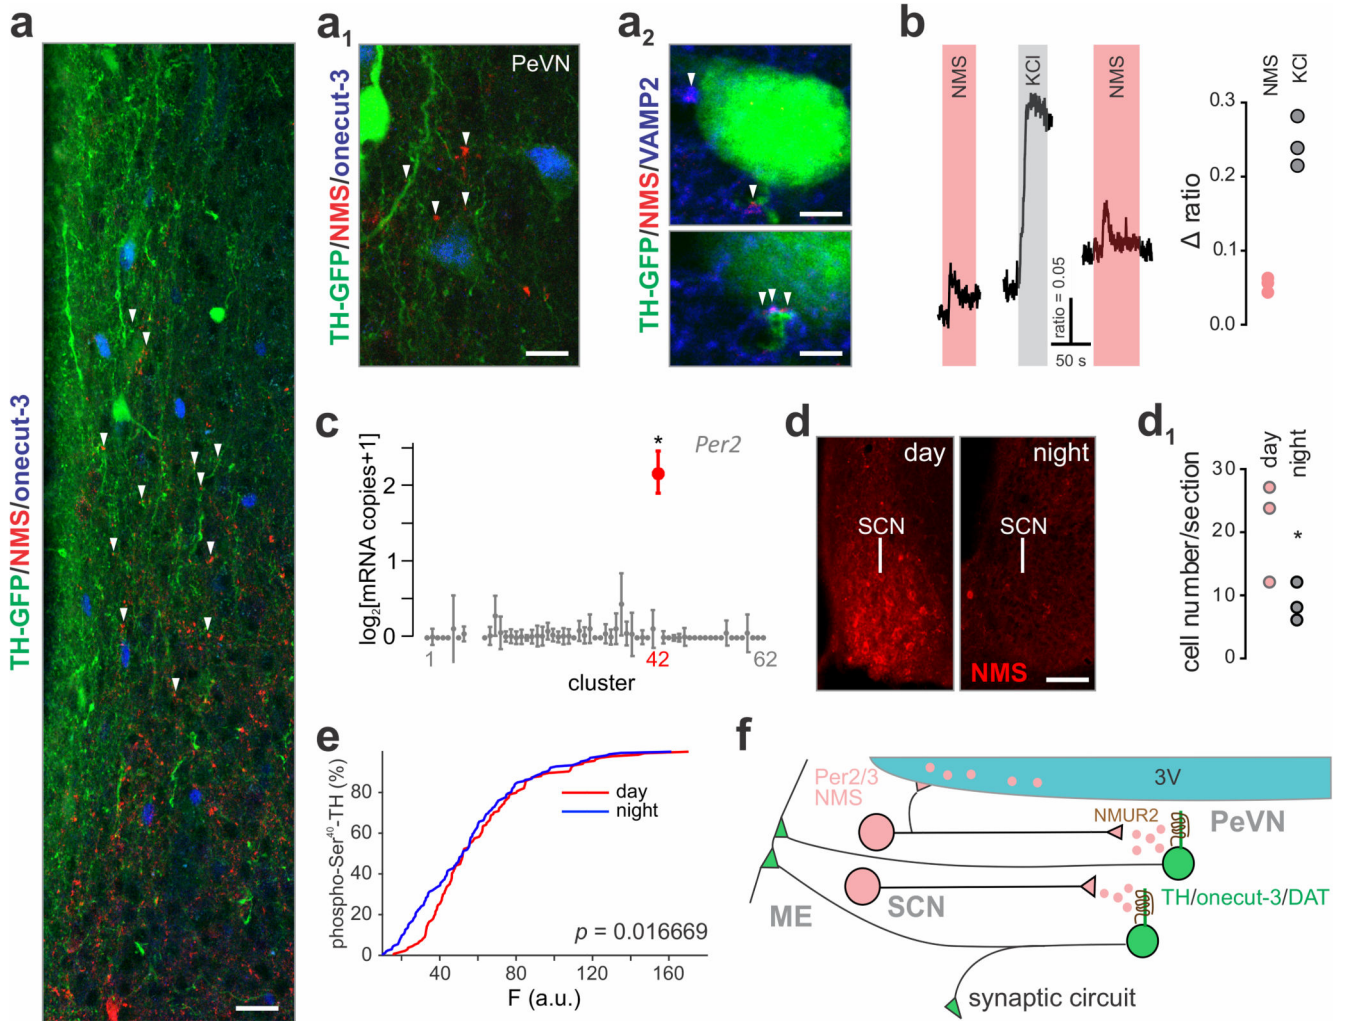 a
TH-GFP/NMS/onecut-3
a1
PeVN
TH-GFP/NMS/onecut-3
a2
TH-GFP/NMS/VAMP2
b
NMS
KCl
NMS
ratio = 0.05
50 s
NMS
KCl
Δ ratio
0.3
0.2
0.1
0.0
c
Per2
*
log2[mRNA copies+1]
2
1
0
1
42
62
cluster
d
day
night
SCN
SCN
NMS
d1
day
night
cell number/section
30
20
10
0
*
e
phospho-Ser40-TH (%)
80
60
40
20
0
day
night
p = 0.016669
40
80
120
160
F (a.u.)
f
Per2/3
NMS
3V
NMUR2
PeVN
ME
SCN
TH/onecut-3/DAT
synaptic circuit